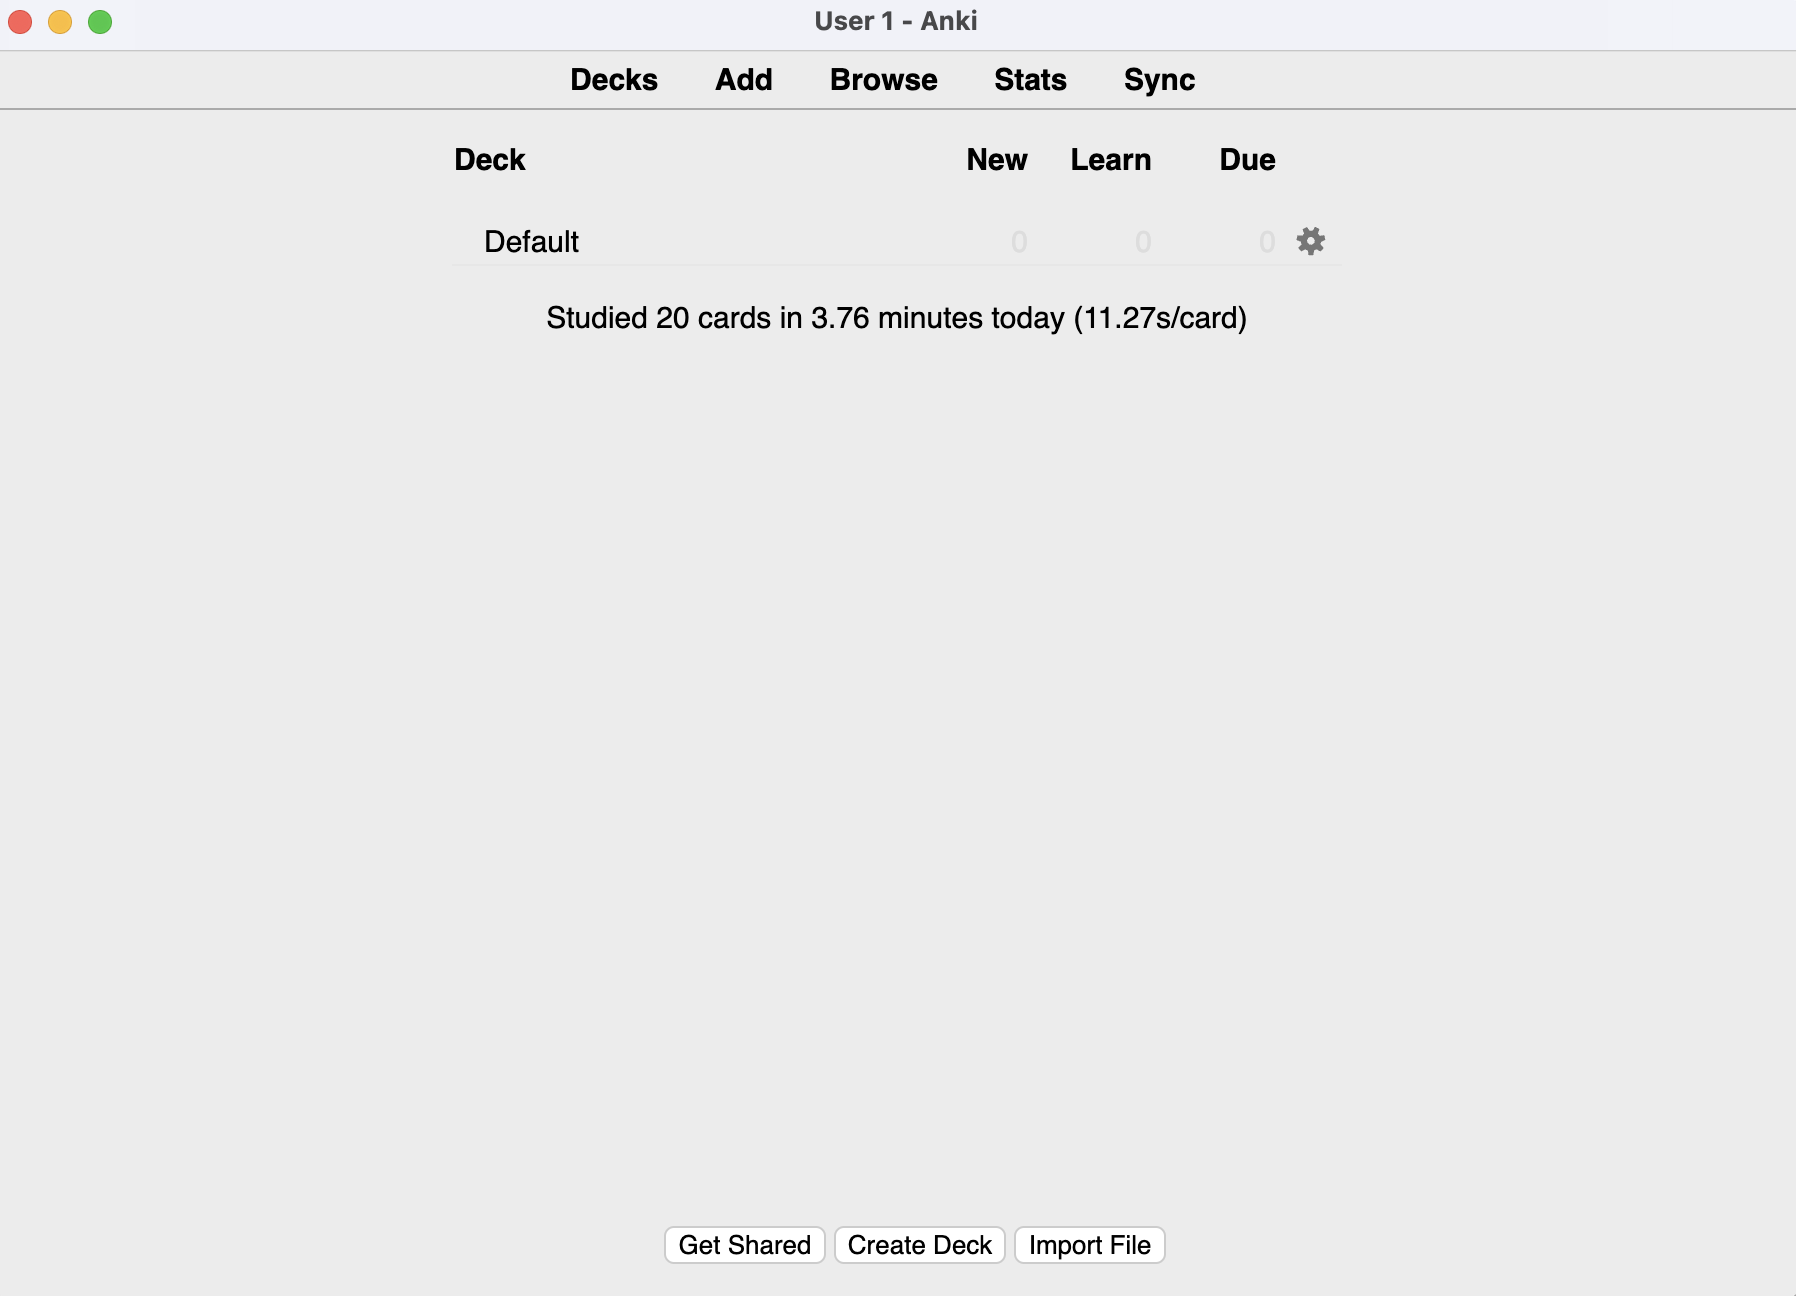 User 1 - Anki
Decks Add Browse Stats Sync
Deck New Learn Due
Default 0 0 0
Studied 20 cards in 3.76 minutes today (11.27s/card)
Get Shared Create Deck Import File